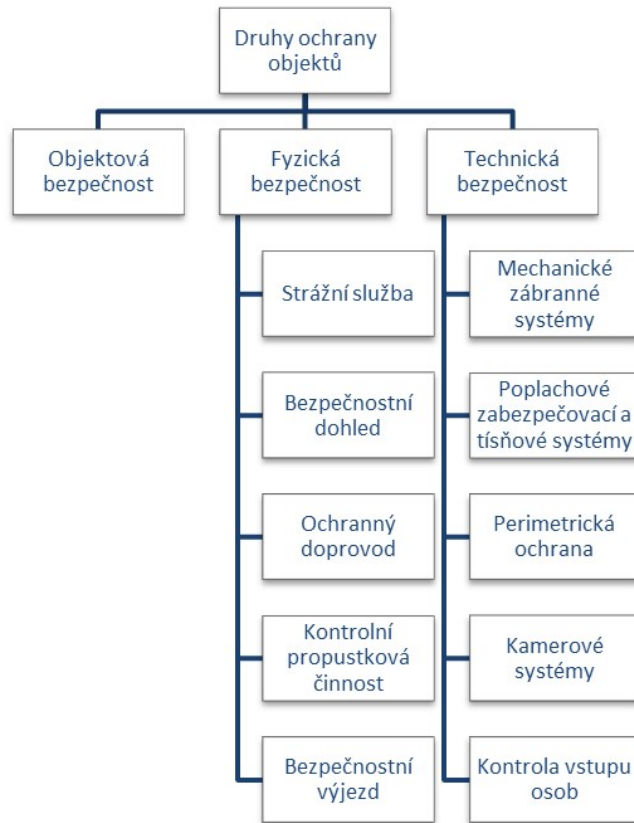 Druhy ochrany
objektů
Objektová
bezpečnost
Fyzická
bezpečnost
Technická
bezpečnost
Strážní služba
Bezpečnostní
dohled
Ochranný
doprovod
Kontrolní
propustková
činnost
Bezpečnostní
výjezd
Mechanické
zábranné
systémy
Poplachové
zabezpečovací a
tísňové systémy
Perimetrická
ochrana
Kamerové
systémy
Kontrola vstupu
osob